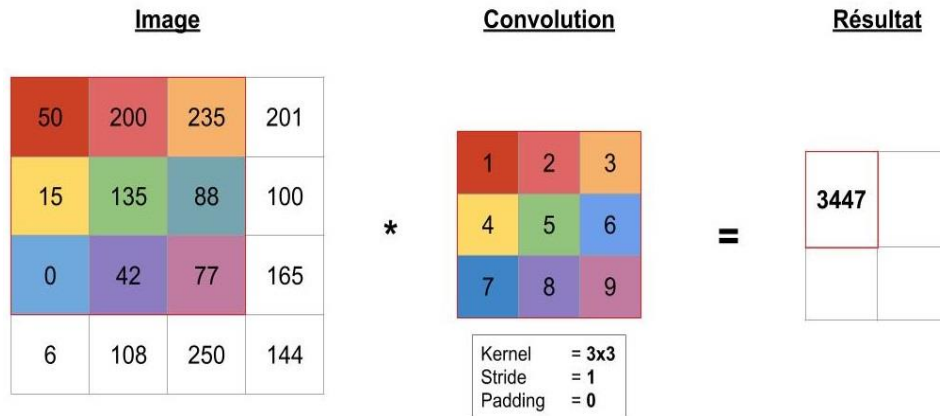 Image Convolution Résultat
50 200 235 201
15 135 88 100
0 42 77 165
6 108 250 144
*
1 2 3
4 5 6
7 8 9
Kernel = 3x3
Stride = 1
Padding = 0
=
3447